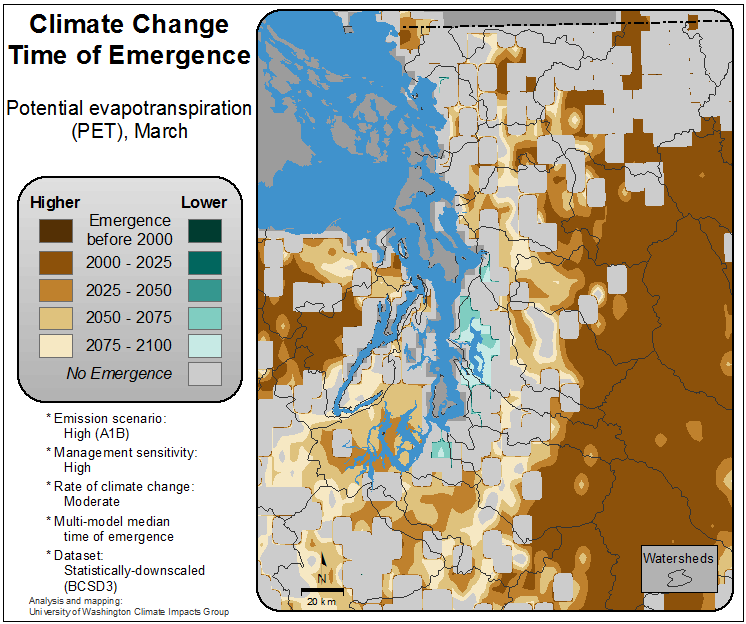 Climate Change
Time of Emergence
Potential evapotranspiration
(PET), March
Higher
Lower
Emergence
before 2000
2000 - 2025
2025 - 2050
2050 - 2075
2075 - 2100
No Emergence
* Emission scenario:
High (A1B)
* Management sensitivity:
High
* Rate of climate change:
Moderate
* Multi-model median
time of emergence
* Dataset:
Statistically-downscaled
(BCSD3)
Analysis and mapping:
University of Washington Climate Impacts Group
N
20 km
Watersheds